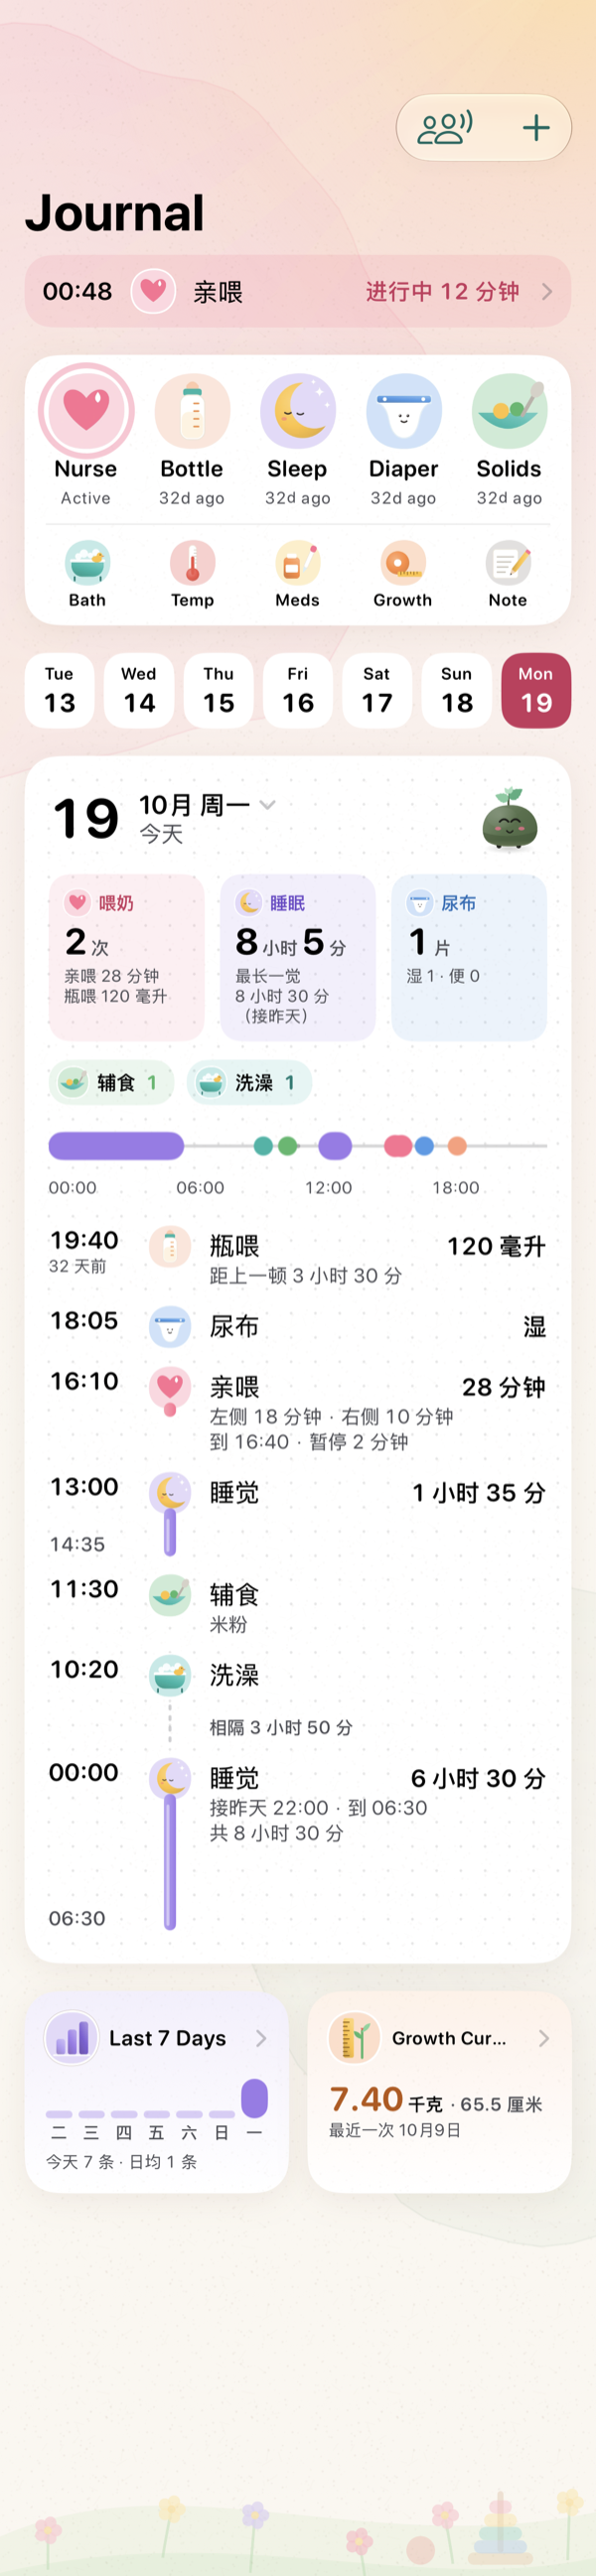 Journal
00:48 亲喂 进行中 12 分钟
Nurse Bottle Sleep Diaper Solids
Active 32d ago 32d ago 32d ago 32d ago
Bath Temp Meds Growth Note
Tue Wed Thu Fri Sat Sun Mon
13 14 15 16 17 18 19
19 10月 周一
今天
喂奶
2 次
亲喂 28 分钟
瓶喂 120 毫升
睡眠
8 小时 5 分
最长一觉
8 小时 30 分
（接昨天）
尿布
1 片
湿 1 · 便 0
辅食 1 洗澡 1
00:00 06:00 12:00 18:00
19:40 瓶喂 120 毫升
32 天前 距上一顿 3 小时 30 分
18:05 尿布 湿
16:10 亲喂 28 分钟
左侧 18 分钟 · 右侧 10 分钟
到 16:40 · 暂停 2 分钟
13:00 睡觉 1 小时 35 分
14:35
11:30 辅食
米粉
10:20 洗澡
相隔 3 小时 50 分
00:00 睡觉 6 小时 30 分
接昨天 22:00 · 到 06:30
共 8 小时 30 分
06:30
Last 7 Days
二 三 四 五 六 日 一
今天 7 条 · 日均 1 条
Growth Cur...
7.40 千克 · 65.5 厘米
最近一次 10月9日